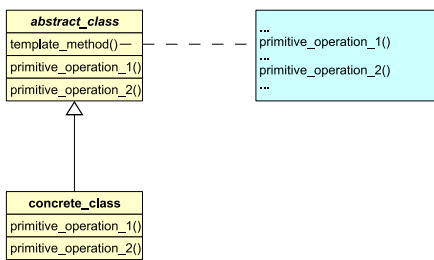 abstract_class
template_method()
primitive_operation_1()
primitive_operation_2()
...
primitive_operation_1()
...
primitive_operation_2()
...
concrete_class
primitive_operation_1()
primitive_operation_2()